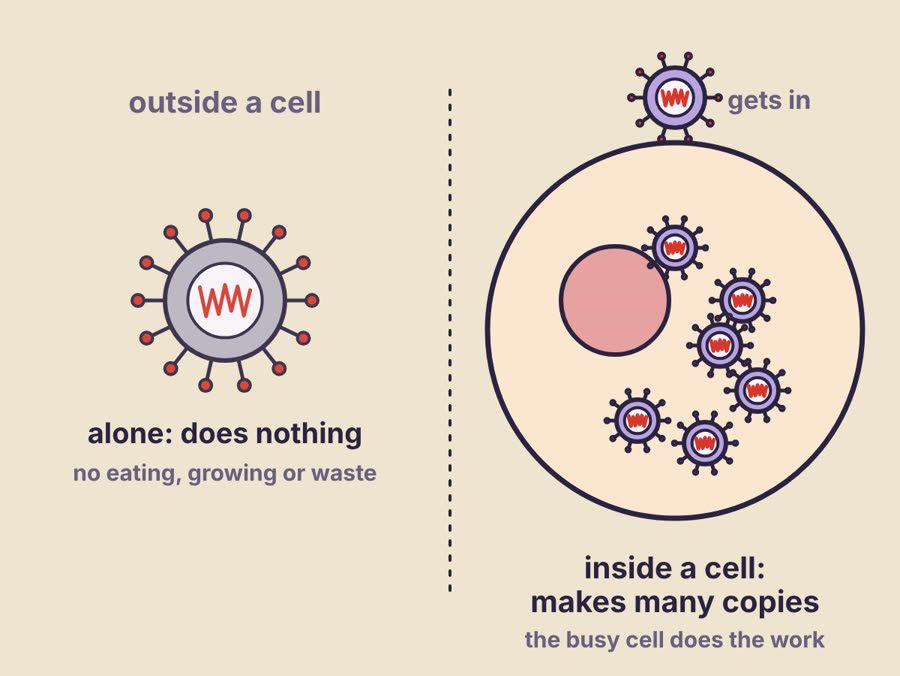 outside a cell
alone: does nothing
no eating, growing or waste
gets in
inside a cell:
makes many copies
the busy cell does the work